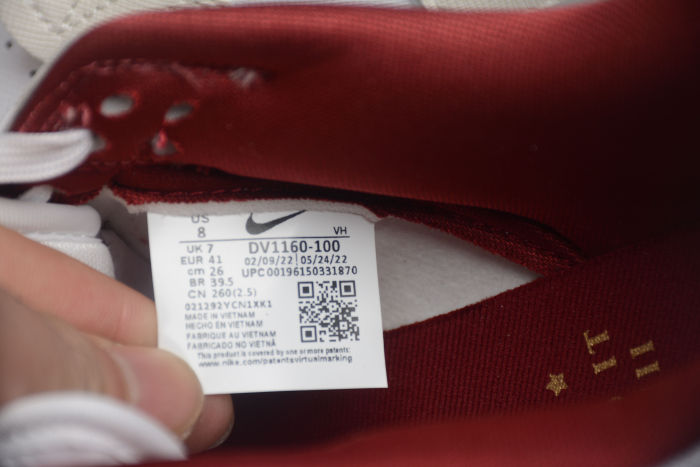 US
8
VH
UK 7
DV1160-100
EUR 41
02/09/22 05/24/22
cm 26
UPC 00196150331870
BR 39.5
CN 260(2.5)
021292YCN1XK1
MADE IN VIETNAM
HECHO EN VIETNAM
FABRIQUE AU VIETNAM
FABRICADO NO VIETNÃ
This product is covered by one or more patents:
www.nike.com/patentsvirtualmarking